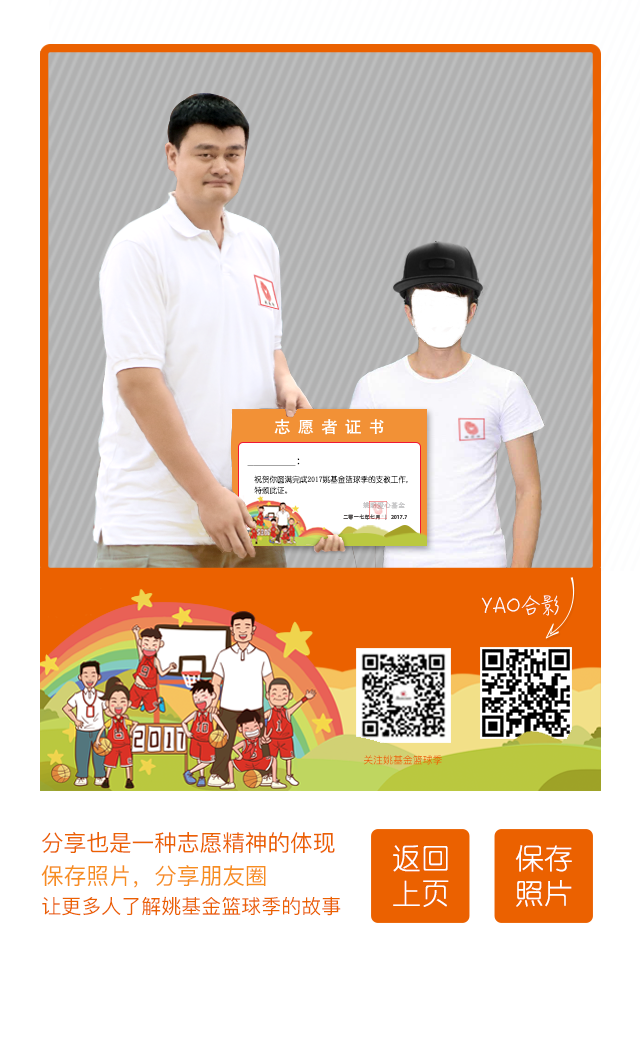 志愿者证书
__________：
祝贺你圆满完成2017姚基金篮球季的支教工作，
特颁此证。
二零一七年七月 2017.7
YAO合影
2017
关注姚基金篮球季
分享也是一种志愿精神的体现
保存照片，分享朋友圈
让更多人了解姚基金篮球季的故事
返回
上页
保存
照片